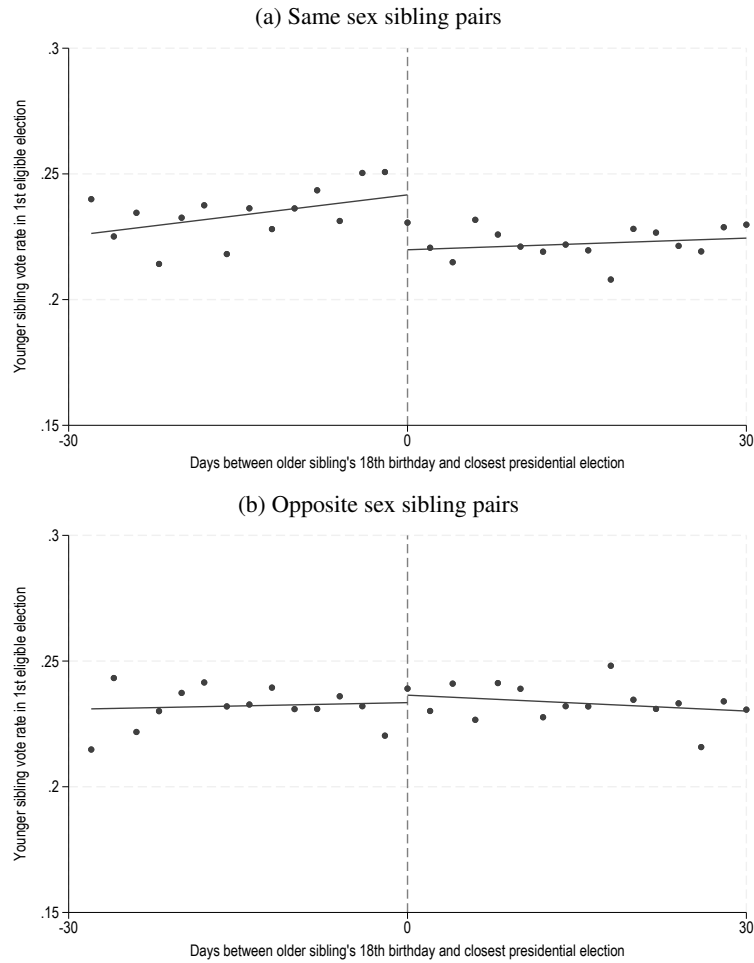 (a) Same sex sibling pairs
.3
.25
.2
.15
Younger sibling vote rate in 1st eligible election
-30
0
30
Days between older sibling's 18th birthday and closest presidential election
(b) Opposite sex sibling pairs
.3
.25
.2
.15
Younger sibling vote rate in 1st eligible election
-30
0
30
Days between older sibling's 18th birthday and closest presidential election